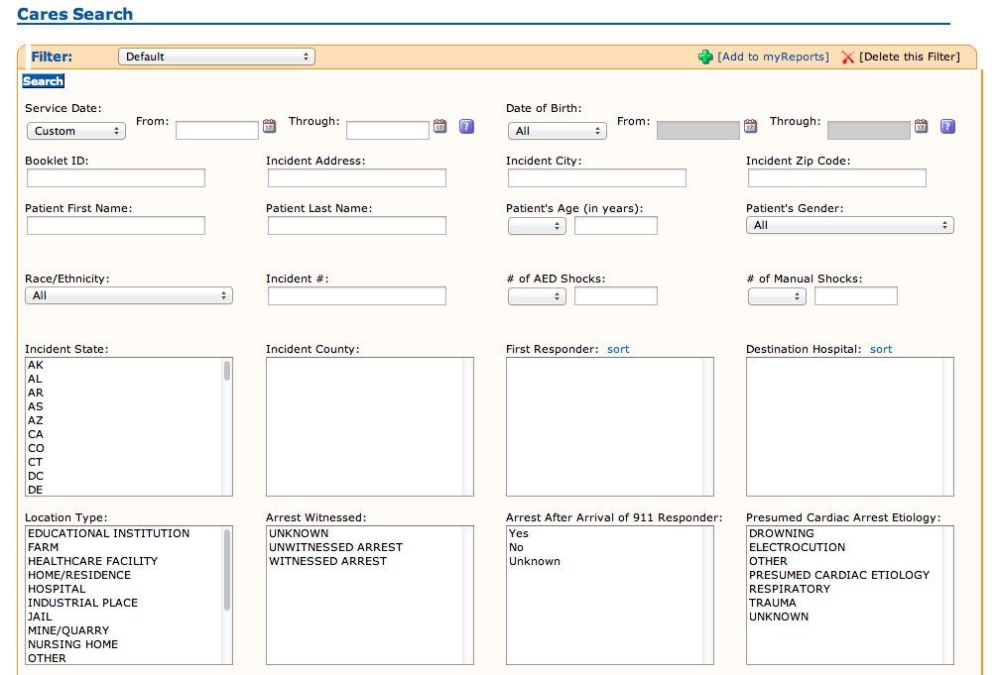 Cares Search
Filter: Default [Add to myReports] [Delete this Filter]
Search
Service Date: Date of Birth:
Custom From: Through: ? All From: Through: ?
Booklet ID: Incident Address: Incident City: Incident Zip Code:
Patient First Name: Patient Last Name: Patient's Age (in years): Patient's Gender:
All
Race/Ethnicity: Incident #: # of AED Shocks: # of Manual Shocks:
All
Incident State: Incident County: First Responder: sort Destination Hospital: sort
AK
AL
AR
AS
AZ
CA
CO
CT
DC
DE
Location Type: Arrest Witnessed: Arrest After Arrival of 911 Responder: Presumed Cardiac Arrest Etiology:
EDUCATIONAL INSTITUTION UNKNOWN Yes DROWNING
FARM UNWITNESSED ARREST No ELECTROCUTION
HEALTHCARE FACILITY WITNESSED ARREST Unknown OTHER
HOME/RESIDENCE PRESUMED CARDIAC ETIOLOGY
HOSPITAL RESPIRATORY
INDUSTRIAL PLACE TRAUMA
JAIL UNKNOWN
MINE/QUARRY
NURSING HOME
OTHER